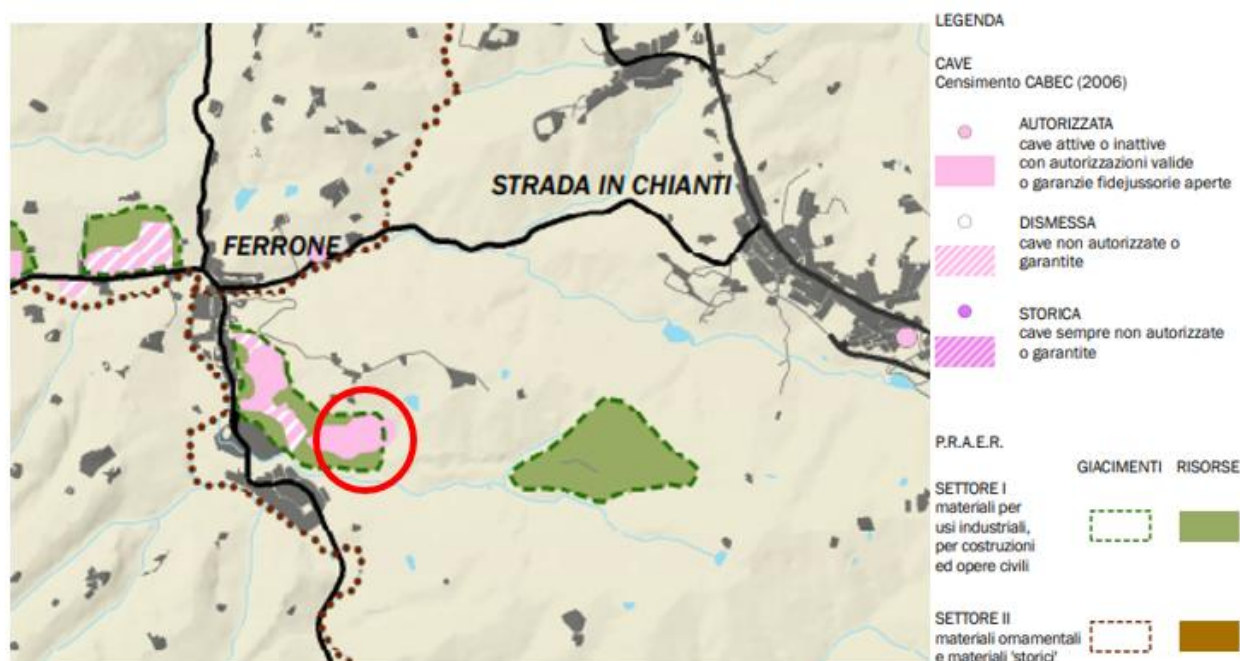 STRADA IN CHIANTI
FERRONE
LEGENDA
CAVE
Censimento CABEC (2006)
AUTORIZZATA
cave attive o inattive
con autorizzazioni valide
o garanzie fidejussorie aperte
DISMESSA
cave non autorizzate o
garantite
STORICA
cave sempre non autorizzate
o garantite
P.R.A.E.R.
GIACIMENTI RISORSE
SETTORE I
materiali per
usi industriali,
per costruzioni
ed opere civili
SETTORE II
materiali ornamentali
e materiali 'storici'